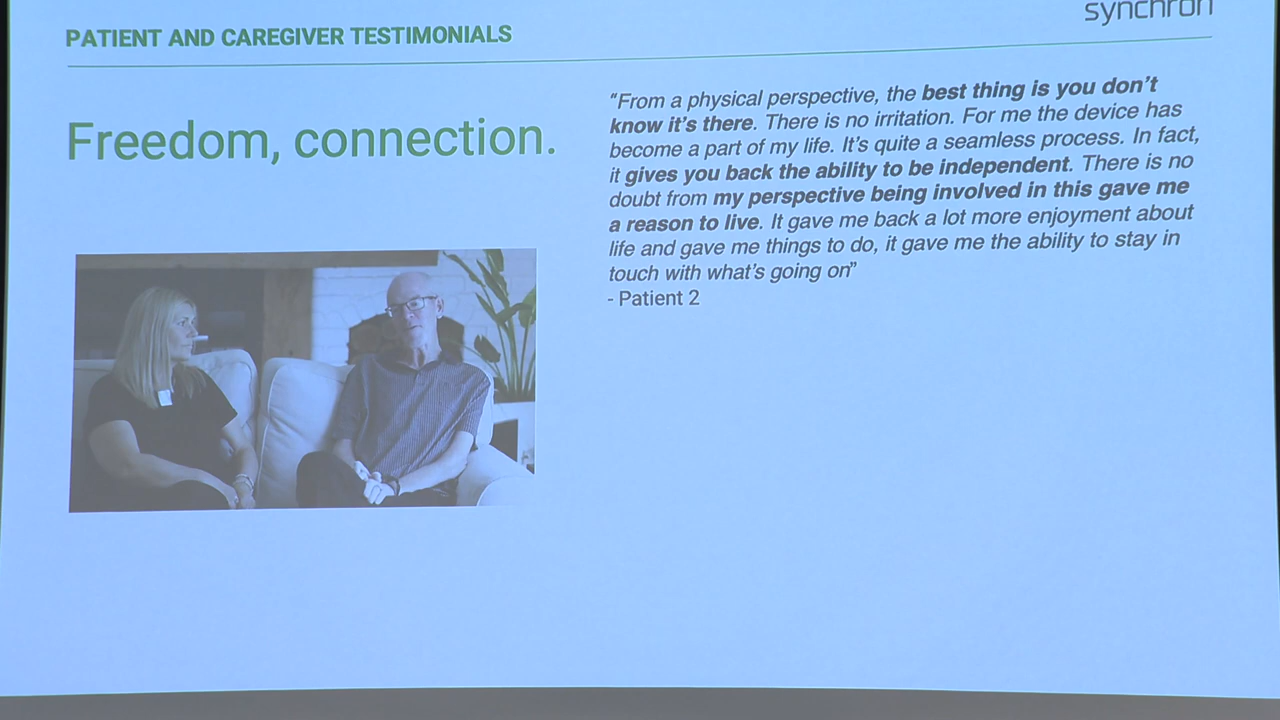 synchron
PATIENT AND CAREGIVER TESTIMONIALS
Freedom, connection.
“From a physical perspective, the best thing is you don’t
know it’s there. There is no irritation. For me the device has
become a part of my life. It’s quite a seamless process. In fact,
it gives you back the ability to be independent. There is no
doubt from my perspective being involved in this gave me
a reason to live. It gave me back a lot more enjoyment about
life and gave me things to do, it gave me the ability to stay in
touch with what’s going on”
- Patient 2